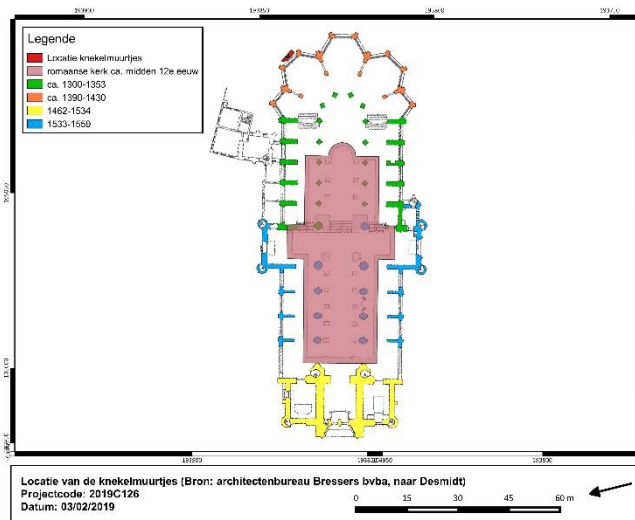 Legende
Locatie knekelmuurtjes
romaanse kerk ca. midden 12e eeuw
ca. 1300-1353
ca. 1390-1430
1462-1534
1533-1559
Locatie van de knekelmuurtjes (Bron: architectenbureau Bressers bvba, naar Desmidt)
Projectcode: 2019C126
Datum: 03/02/2019
0 15 30 45 60 m